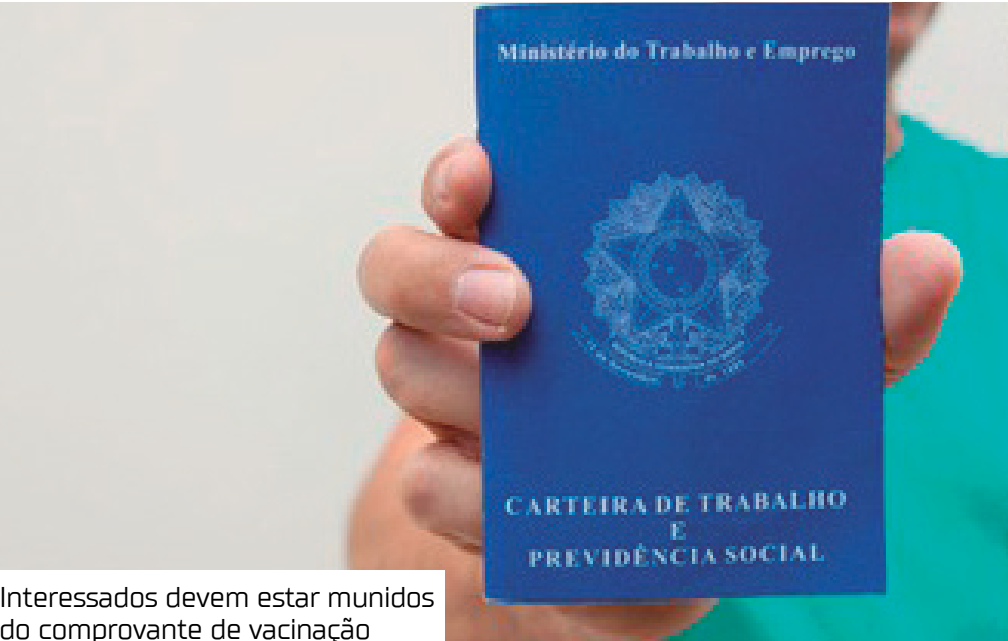 Ministério do Trabalho e Emprego
CARTEIRA DE TRABALHO
E
PREVIDÊNCIA SOCIAL
Interessados devem estar munidos
do comprovante de vacinação